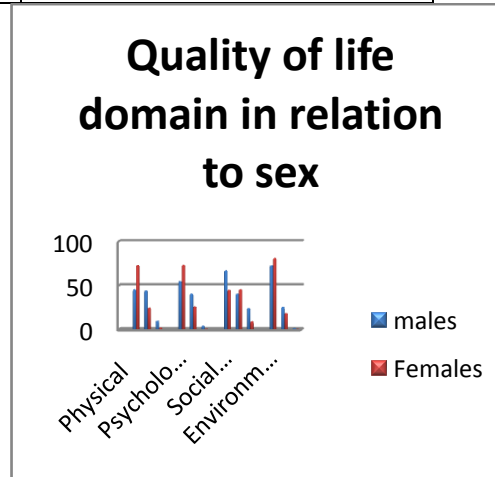 Quality of life
domain in relation
to sex
100
50
0
Physical
Psycholo...
Social...
Environm...
males
Females